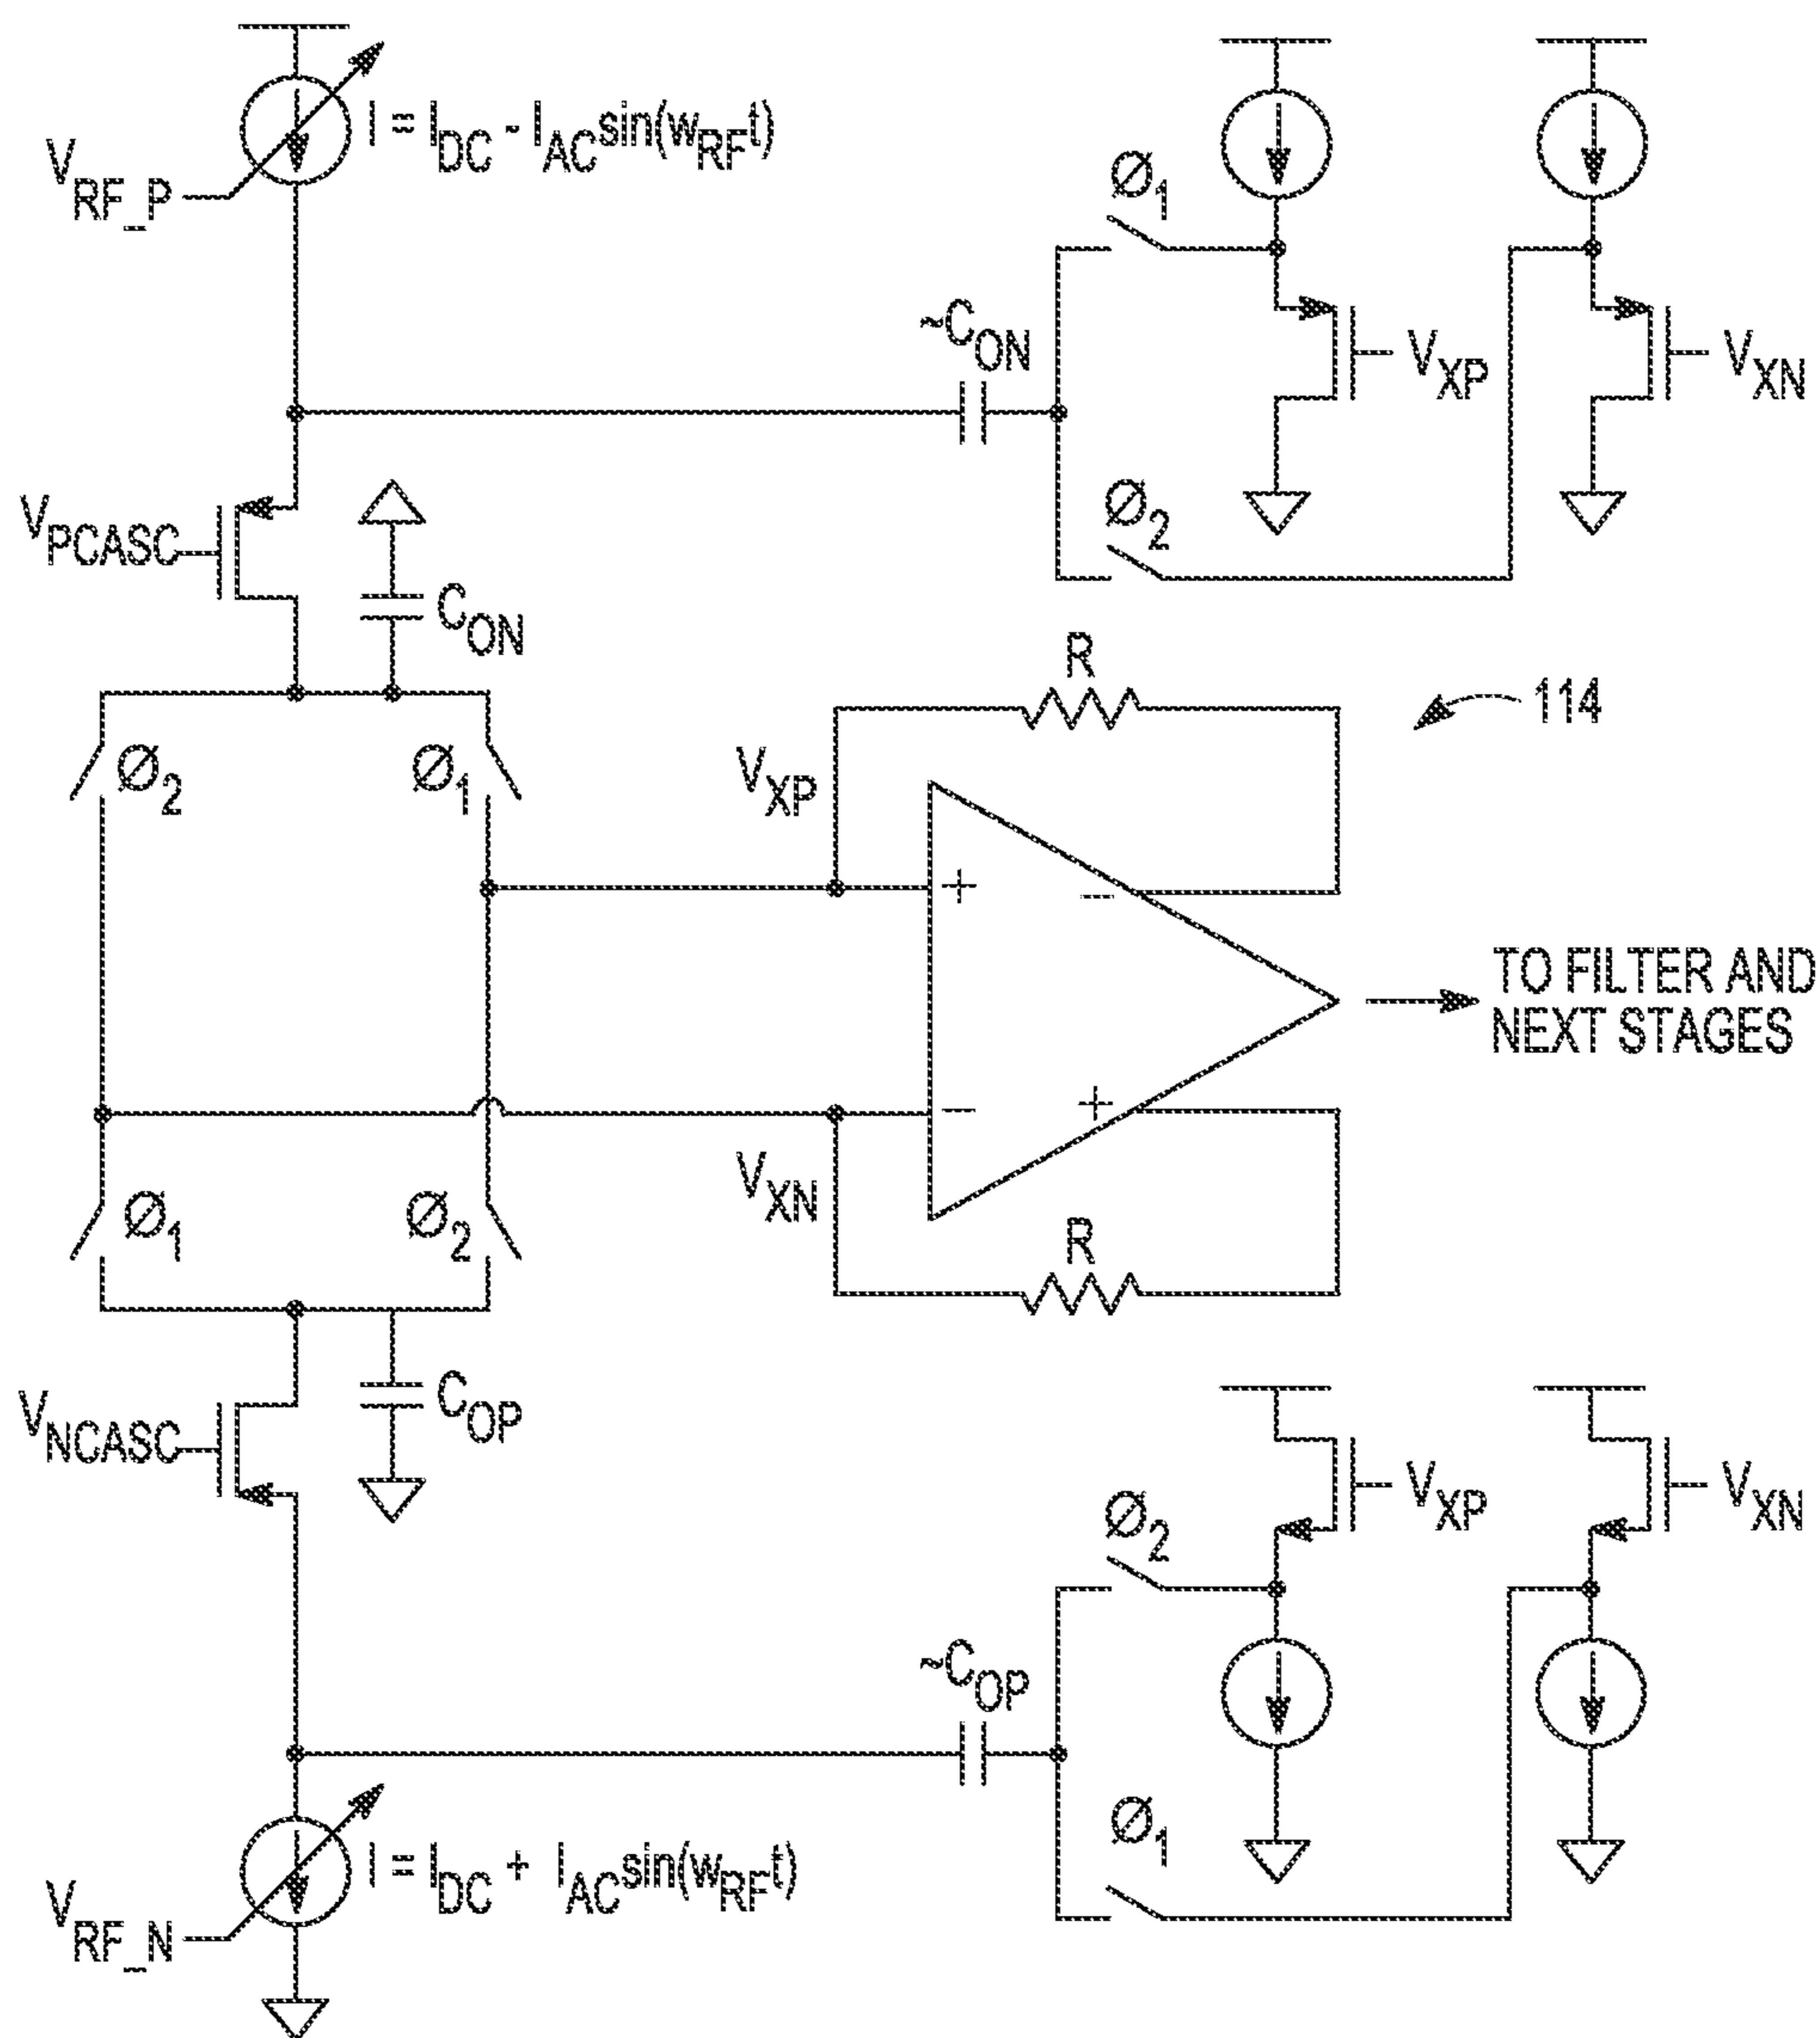 V_RF_P
I = I_DC - I_AC sin(w_RF t)
Ø1
~C_ON
V_XP
V_XN
V_PCASC
C_ON
Ø2
R
114
Ø2
Ø1
V_XP
+
-
TO FILTER AND
NEXT STAGES
-
+
V_XN
Ø1
Ø2
R
V_NCASC
C_OP
Ø2
V_XP
V_XN
~C_OP
Ø1
V_RF_N
I = I_DC + I_AC sin(w_RF t)